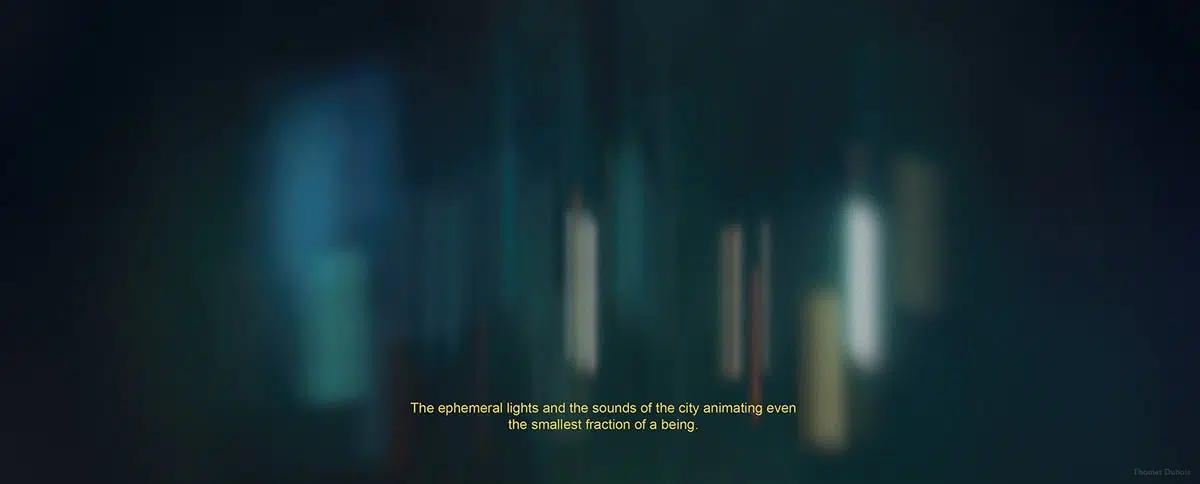 The ephemeral lights and the sounds of the city animating even
the smallest fraction of a being.
Thomas Dubois